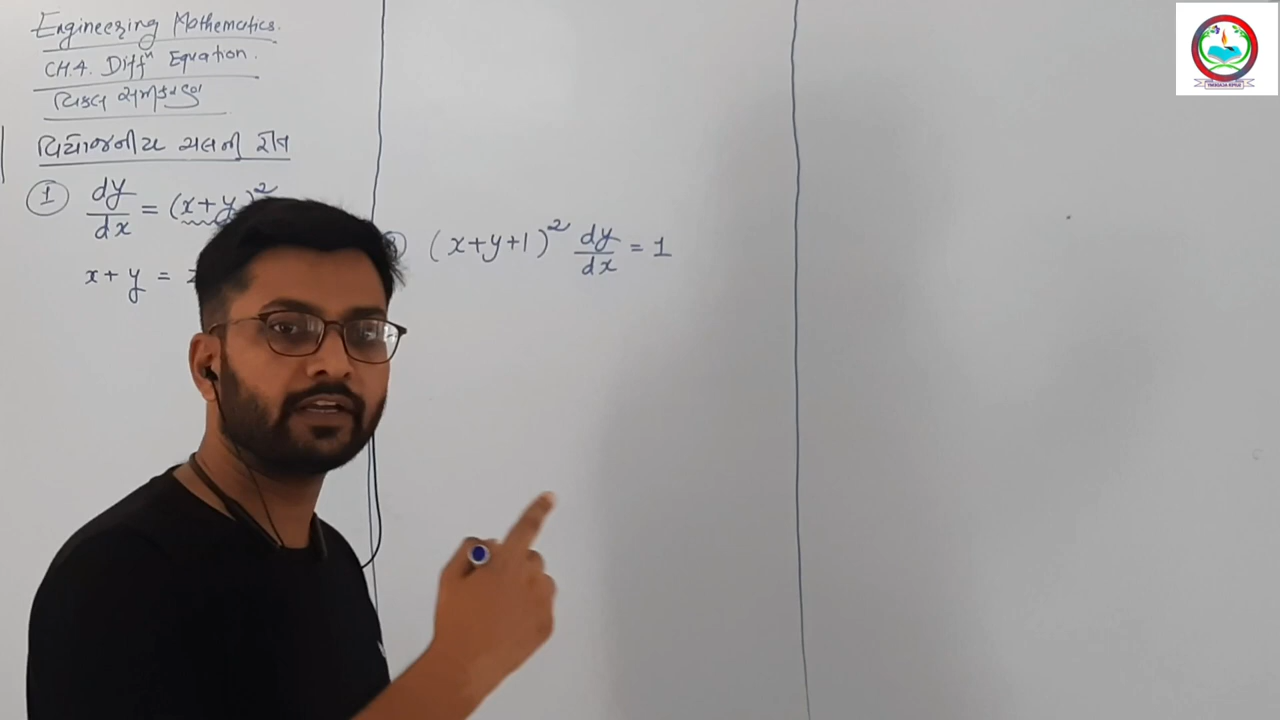 Engineering Mathematics.
CH.4. Diffⁿ Equation.
વિકલ સમીકરણ
વિયોજનીય ચલની રીત
① dy/dx = (x+y)²
x + y =
(x+y+1)² dy/dx = 1